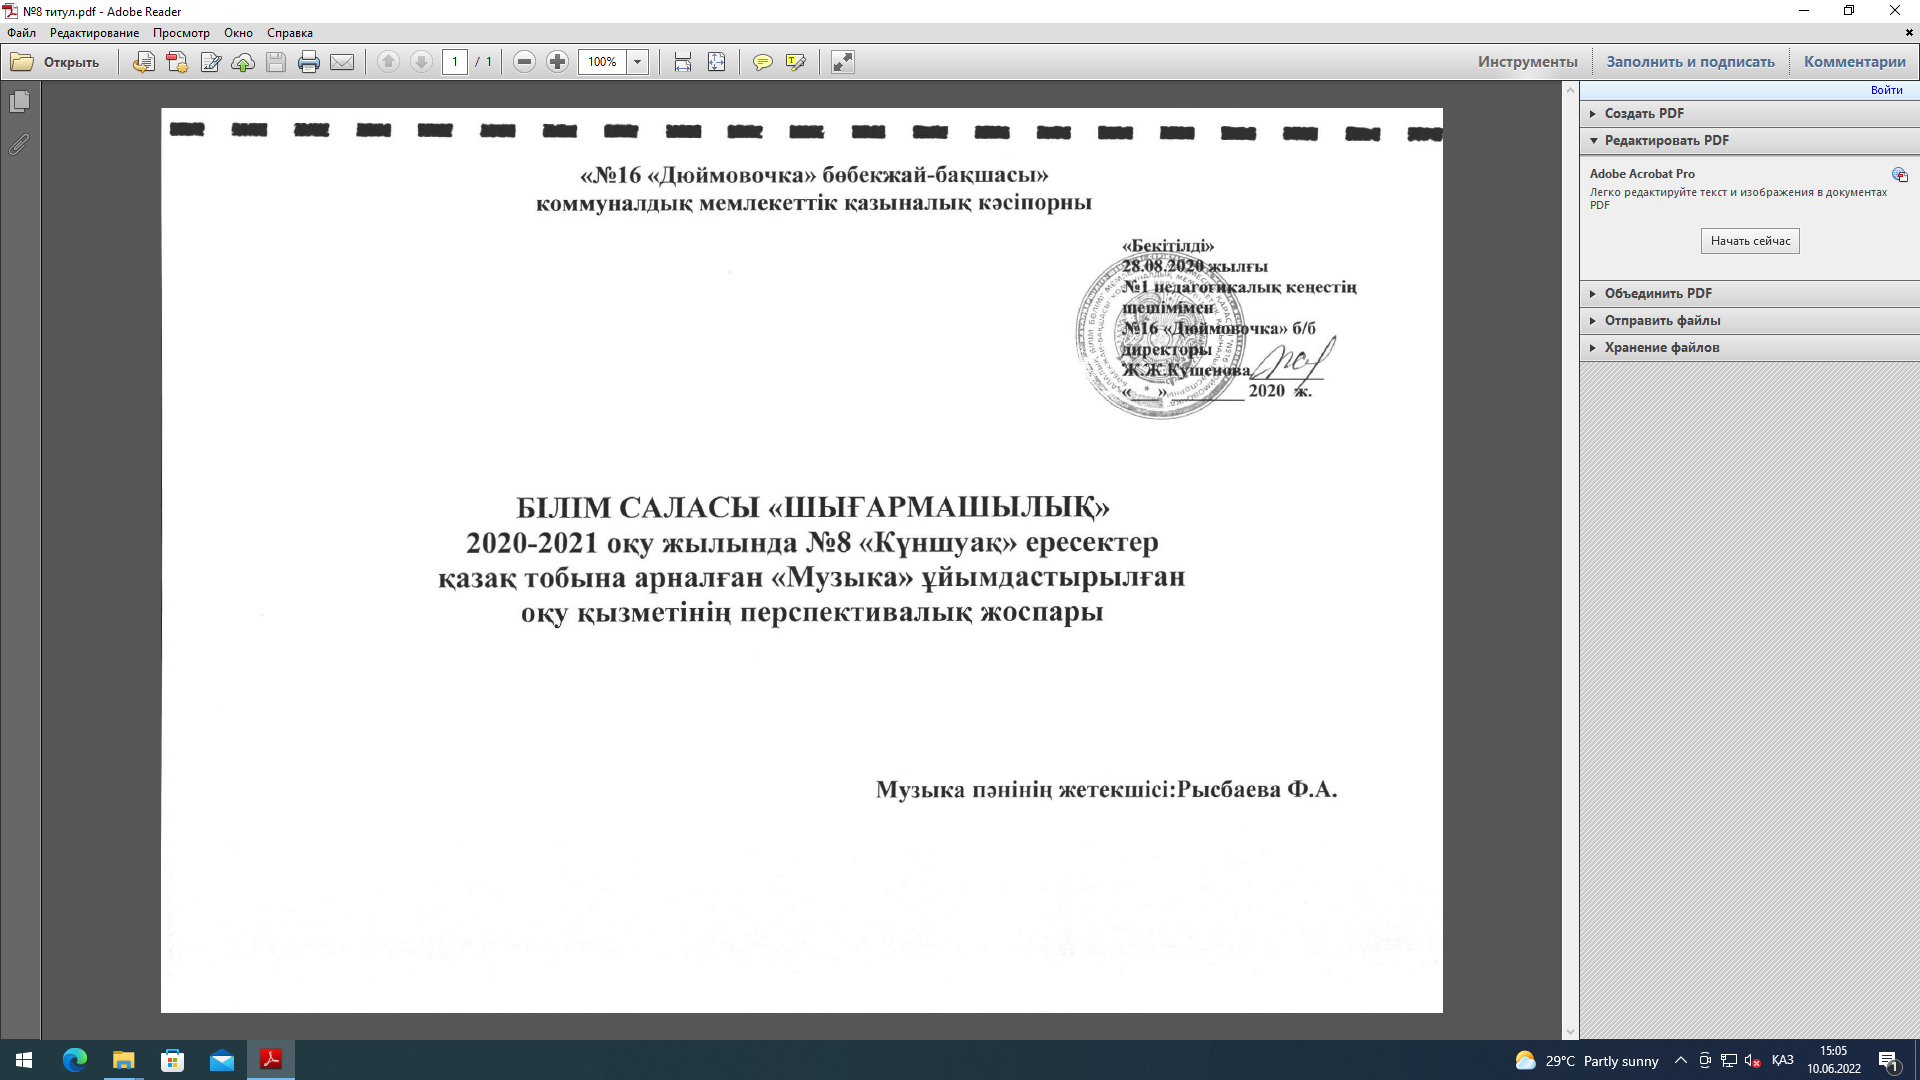 №8 титул.pdf - Adobe Reader
Файл Редактирование Просмотр Окно Справка
Открыть
1 / 1
100%
Инструменты
Заполнить и подписать
Комментарии
Войти
Создать PDF
Редактировать PDF
Adobe Acrobat Pro
Легко редактируйте текст и изображения в документах
PDF
Начать сейчас
Объединить PDF
Отправить файлы
Хранение файлов
«№16 «Дюймовочка» бөбекжай-бақшасы»
коммуналдық мемлекеттік қазыналық кәсіпорны
«Бекітілді»
28.08.2020 жылғы
№1 педагогикалық кеңестің
шешімімен
№16 «Дюймовочка» б/б
директоры
Ж.Ж.Кушенова
«___» ________ 2020 ж.
БІЛІМ САЛАСЫ «ШЫҒАРМАШЫЛЫҚ»
2020-2021 оқу жылында №8 «Күншуақ» ересектер
қазақ тобына арналған «Музыка» ұйымдастырылған
оқу қызметінің перспективалық жоспары
Музыка пәнінің жетекшісі:Рысбаева Ф.А.
29°C Partly sunny
ҚАЗ
15:05
10.06.2022
1